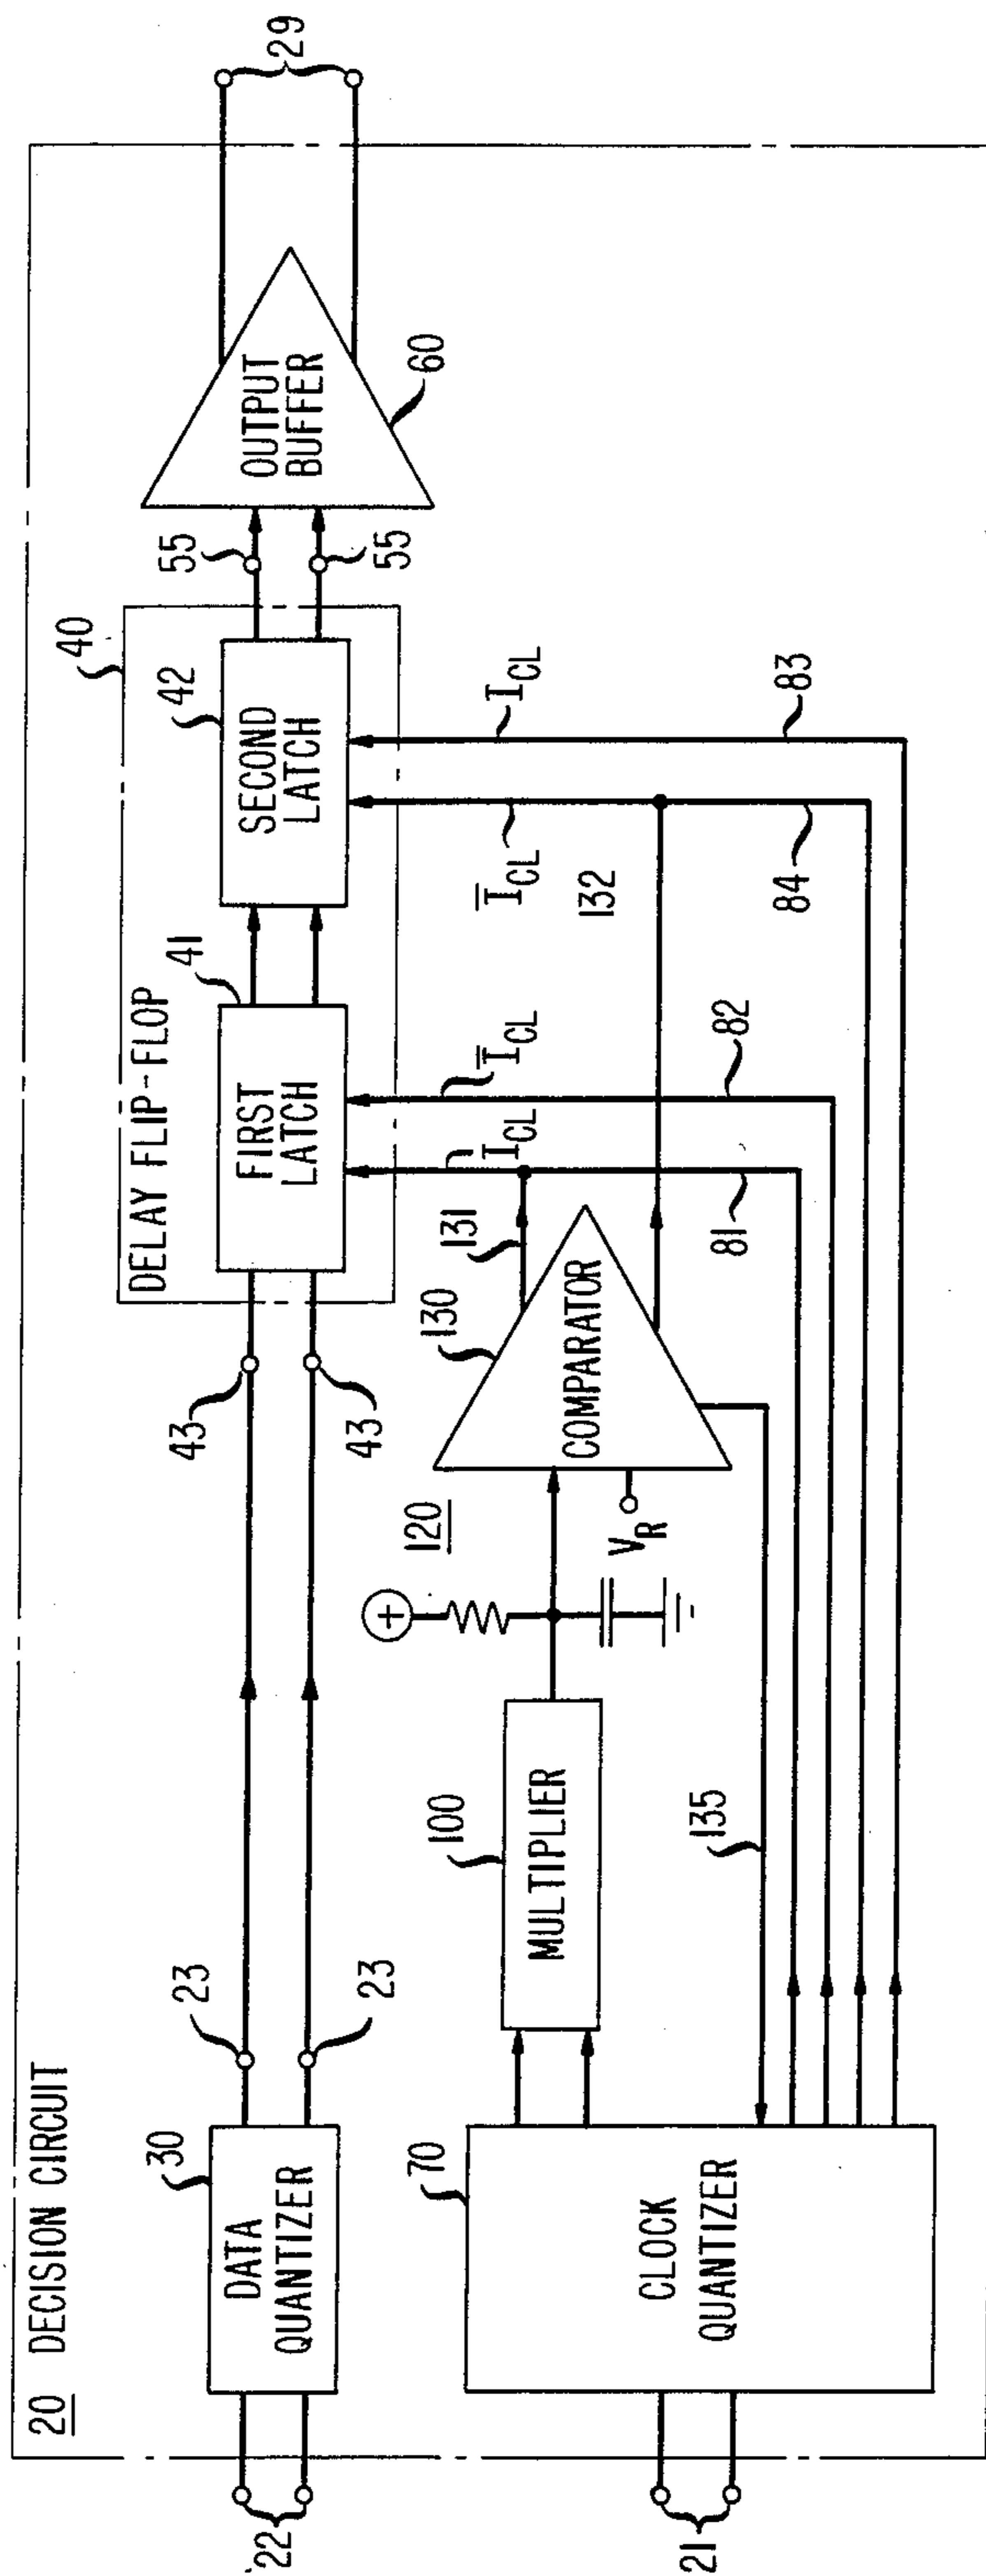 20 DECISION CIRCUIT
22
30
DATA
QUANTIZER
23
23
43
43
DELAY FLIP-FLOP
40
41
FIRST
LATCH
42
SECOND
LATCH
55
55
OUTPUT
BUFFER
60
29
21
70
CLOCK
QUANTIZER
100
MULTIPLIER
+
120
V_R
130
COMPARATOR
131
132
135
I_CL
Ī_CL
Ī_CL
I_CL
81
82
84
83